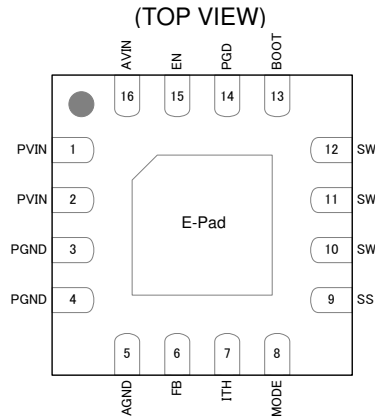 (TOP VIEW)
AVIN
EN
PGD
BOOT
16
15
14
13
PVIN 1
12 SW
PVIN 2
11 SW
E-Pad
PGND 3
10 SW
PGND 4
9 SS
5
6
7
8
AGND
FB
ITH
MODE